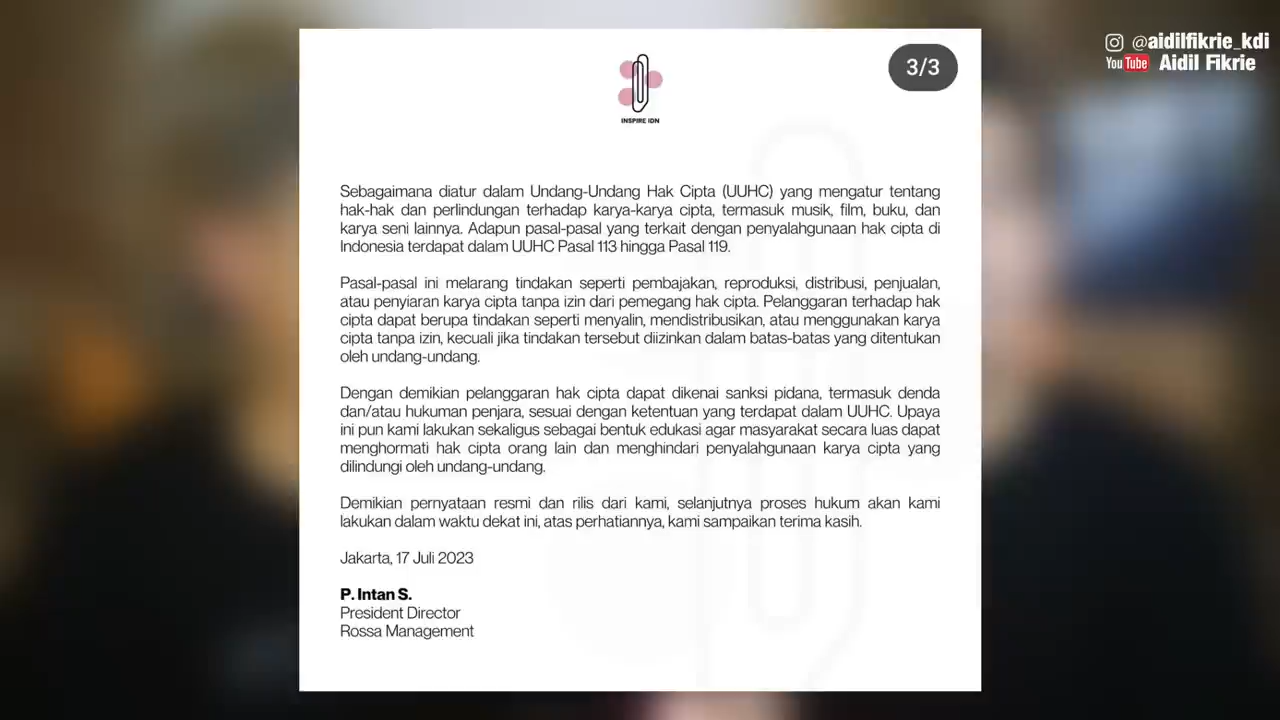 @aidilfikrie_kdi
YouTube Aidil Fikrie
3/3
INSPIRE IDN
Sebagaimana diatur dalam Undang-Undang Hak Cipta (UUHC) yang mengatur tentang
hak-hak dan perlindungan terhadap karya-karya cipta, termasuk musik, film, buku, dan
karya seni lainnya. Adapun pasal-pasal yang terkait dengan penyalahgunaan hak cipta di
Indonesia terdapat dalam UUHC Pasal 113 hingga Pasal 119.
Pasal-pasal ini melarang tindakan seperti pembajakan, reproduksi, distribusi, penjualan,
atau penyiaran karya cipta tanpa izin dari pemegang hak cipta. Pelanggaran terhadap hak
cipta dapat berupa tindakan seperti menyalin, mendistribusikan, atau menggunakan karya
cipta tanpa izin, kecuali jika tindakan tersebut diizinkan dalam batas-batas yang ditentukan
oleh undang-undang.
Dengan demikian pelanggaran hak cipta dapat dikenai sanksi pidana, termasuk denda
dan/atau hukuman penjara, sesuai dengan ketentuan yang terdapat dalam UUHC. Upaya
ini pun kami lakukan sekaligus sebagai bentuk edukasi agar masyarakat secara luas dapat
menghormati hak cipta orang lain dan menghindari penyalahgunaan karya cipta yang
dilindungi oleh undang-undang.
Demikian pernyataan resmi dan rilis dari kami, selanjutnya proses hukum akan kami
lakukan dalam waktu dekat ini, atas perhatiannya, kami sampaikan terima kasih.
Jakarta, 17 Juli 2023
P. Intan S.
President Director
Rossa Management